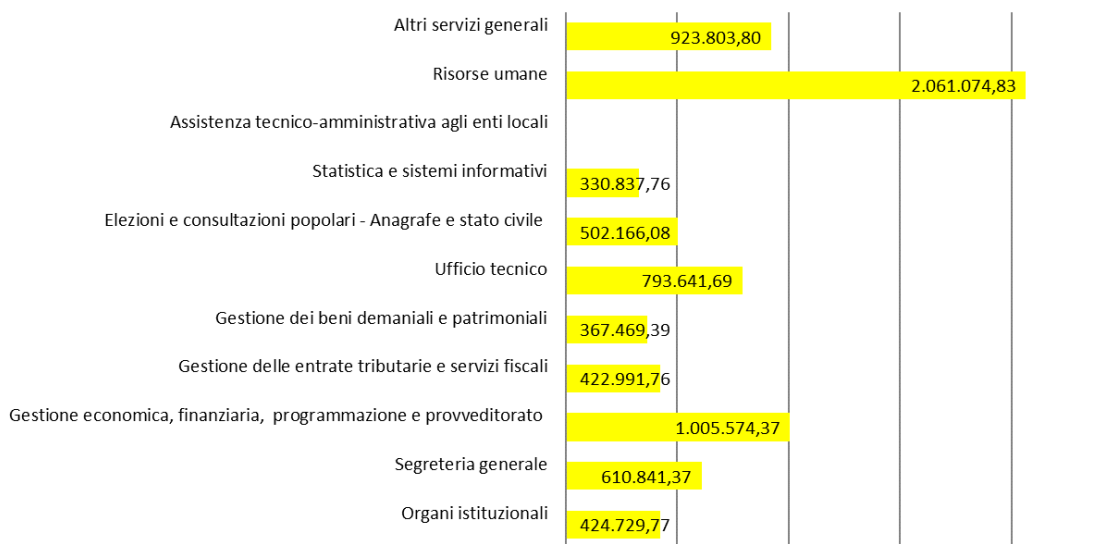 Altri servizi generali 923.803,80
Risorse umane 2.061.074,83
Assistenza tecnico-amministrativa agli enti locali
Statistica e sistemi informativi 330.837,76
Elezioni e consultazioni popolari - Anagrafe e stato civile 502.166,08
Ufficio tecnico 793.641,69
Gestione dei beni demaniali e patrimoniali 367.469,39
Gestione delle entrate tributarie e servizi fiscali 422.991,76
Gestione economica, finanziaria, programmazione e provveditorato 1.005.574,37
Segreteria generale 610.841,37
Organi istituzionali 424.729,77